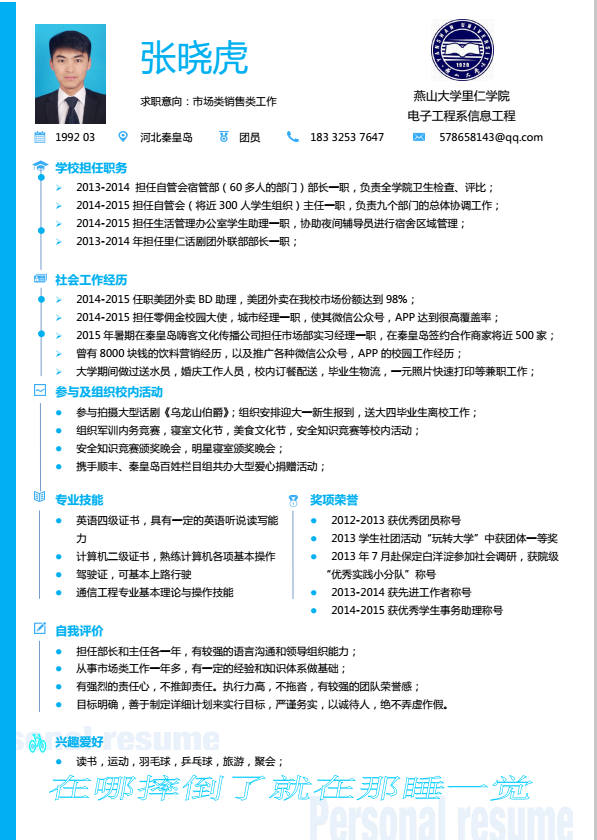 张晓虎
YANSHAN UNIVERSITY
1920
燕山大学
求职意向：市场类销售类工作
燕山大学里仁学院
电子工程系信息工程
1992 03 河北秦皇岛 团员 183 3253 7647 578658143@qq.com
学校担任职务
2013-2014 担任自管会宿管部（60 多人的部门）部长一职，负责全学院卫生检查、评比；
2014-2015 担任自管会（将近 300 人学生组织）主任一职，负责九个部门的总体协调工作；
2014-2015 担任生活管理办公室学生助理一职，协助夜间辅导员进行宿舍区域管理；
2013-2014 年担任里仁话剧团外联部部长一职；
社会工作经历
2014-2015 任职美团外卖 BD 助理，美团外卖在我校市场份额达到 98%；
2014-2015 担任零佣金校园大使，城市经理一职，使其微信公众号，APP 达到很高覆盖率；
2015 年暑期在秦皇岛嗨客文化传播公司担任市场部实习经理一职，在秦皇岛签约合作商家将近 500 家；
曾有 8000 块钱的饮料营销经历，以及推广各种微信公众号，APP 的校园工作经历；
大学期间做过送水员，婚庆工作人员，校内订餐配送，毕业生物流，一元照片快速打印等兼职工作；
参与及组织校内活动
参与拍摄大型话剧《乌龙山伯爵》；组织安排迎大一新生报到，送大四毕业生离校工作；
组织军训内务竞赛，寝室文化节，美食文化节，安全知识竞赛等校内活动；
安全知识竞赛颁奖晚会，明星寝室颁奖晚会；
携手顺丰、秦皇岛百姓栏目组共办大型爱心捐赠活动；
专业技能
英语四级证书，具有一定的英语听说读写能
力
计算机二级证书，熟练计算机各项基本操作
驾驶证，可基本上路行驶
通信工程专业基本理论与操作技能
奖项荣誉
2012-2013 获优秀团员称号
2013 学生社团活动“玩转大学”中获团体一等奖
2013 年 7 月赴保定白洋淀参加社会调研，获院级
“优秀实践小分队”称号
2013-2014 获先进工作者称号
2014-2015 获优秀学生事务助理称号
自我评价
担任部长和主任各一年，有较强的语言沟通和领导组织能力；
从事市场类工作一年多，有一定的经验和知识体系做基础；
有强烈的责任心，不推卸责任。执行力高，不拖沓，有较强的团队荣誉感；
目标明确，善于制定详细计划来实行目标，严谨务实，以诚待人，绝不弄虚作假。
sonal resume
兴趣爱好
读书，运动，羽毛球，乒乓球，旅游，聚会；
在哪摔倒了就在那睡一觉
Personal resume